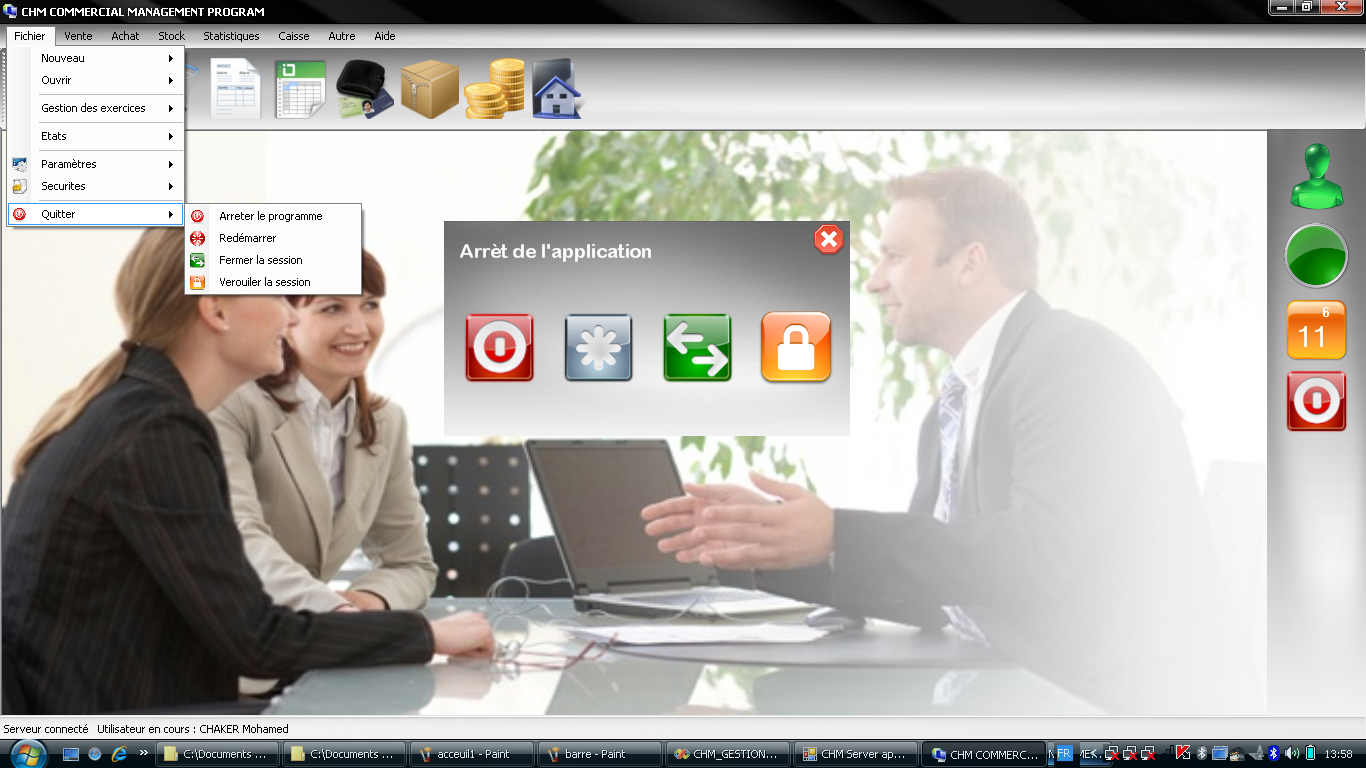 CHM COMMERCIAL MANAGEMENT PROGRAM
Fichier Vente Achat Stock Statistiques Caisse Autre Aide
Nouveau
Ouvrir
Gestion des exercices
Etats
Paramètres
Securites
Quitter
Arreter le programme
Redémarrer
Fermer la session
Verouiler la session
INVOICE
Arrèt de l'application
6
11
Serveur connecté Utilisateur en cours : CHAKER Mohamed
C:\Documents ... C:\Documents ... acceuil1 - Paint barre - Paint CHM_GESTION... CHM Server ap... CHM COMMERC... FR 13:58